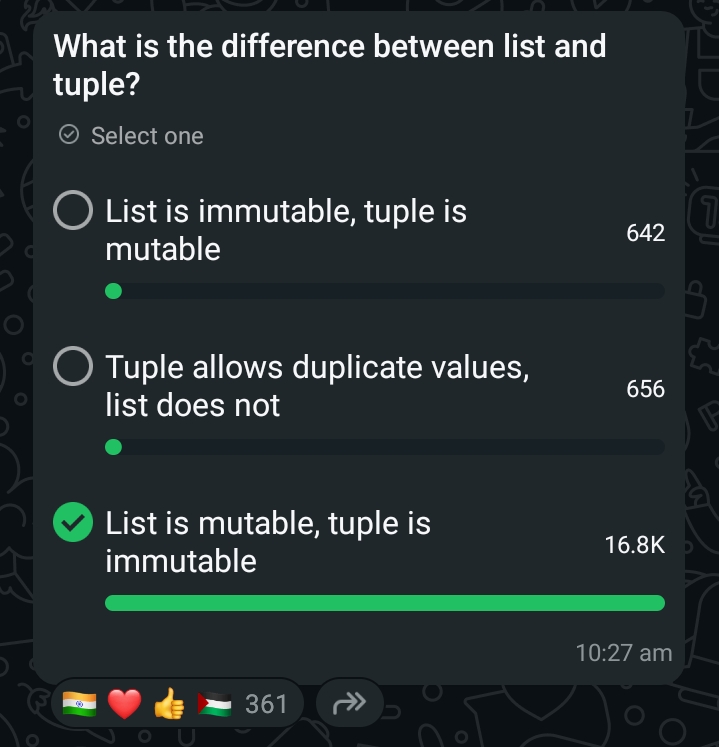 What is the difference between list and
tuple?
Select one
List is immutable, tuple is
mutable
642
Tuple allows duplicate values,
list does not
656
List is mutable, tuple is
immutable
16.8K
10:27 am
361